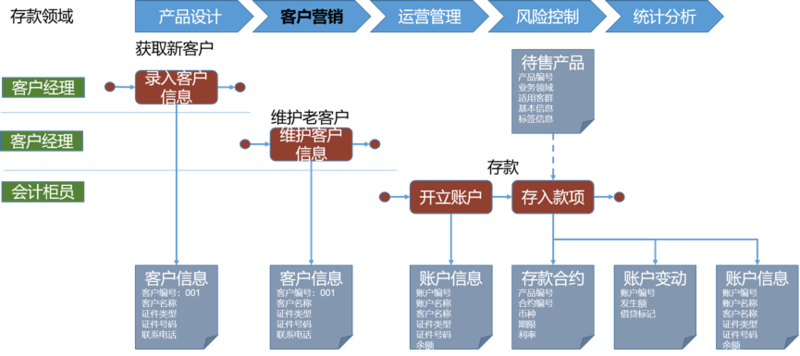 存款领域
产品设计
客户营销
运营管理
风险控制
统计分析
获取新客户
待售产品
产品编号
业务领域
适用客群
基本信息
标签信息
客户经理
录入客户
信息
维护老客户
客户经理
维护客户
信息
存款
会计柜员
开立账户
存入款项
客户信息
客户编号：001
客户名称
证件类型
证件号码
联系电话
客户信息
客户编号：001
客户名称
证件类型
证件号码
联系电话
账户信息
账户编号
账户名称
客户名称
证件类型
证件号码
余额
存款合约
产品编号
合约编号
币种
期限
利率
账户变动
账户编号
发生额
借贷标记
账户信息
账户编号
账户名称
客户名称
证件类型
证件号码
余额